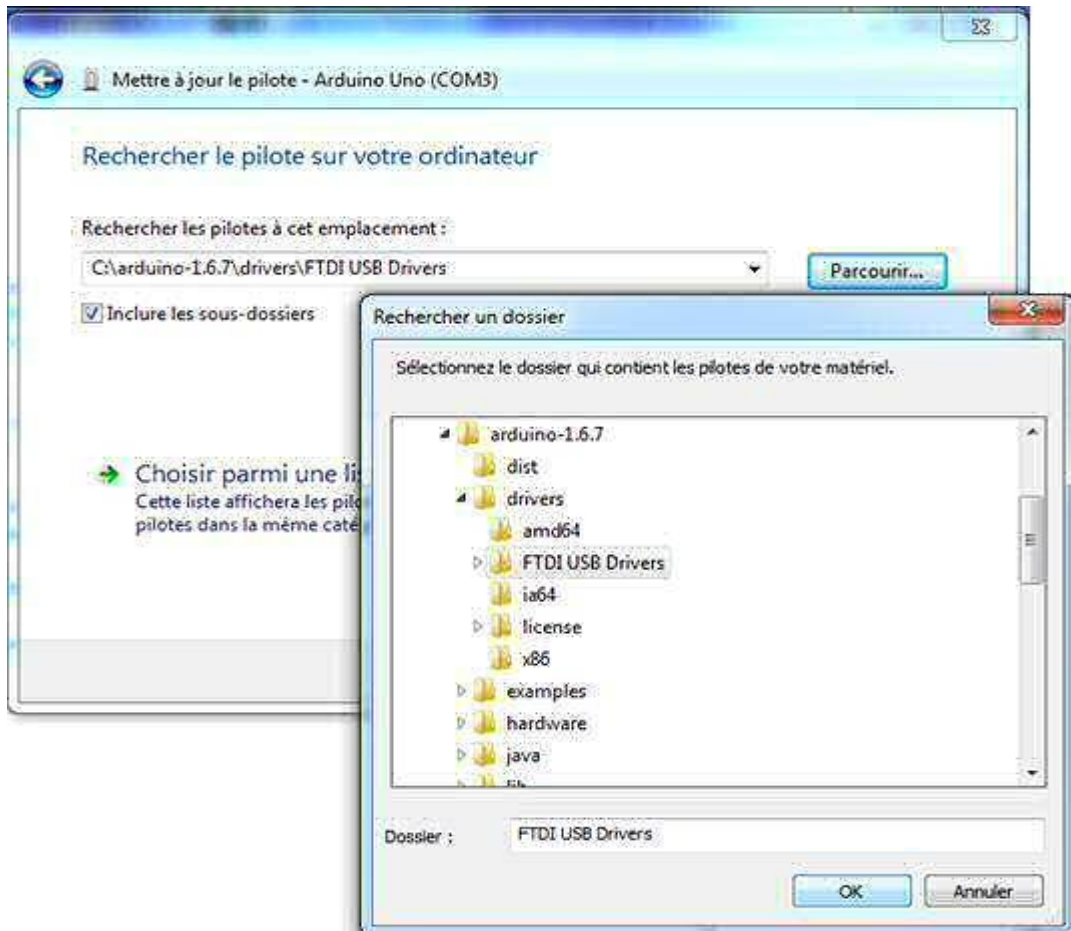 Mettre à jour le pilote - Arduino Uno (COM3)
Rechercher le pilote sur votre ordinateur
Rechercher les pilotes à cet emplacement :
C:\arduino-1.6.7\drivers\FTDI USB Drivers
Parcourir...
Inclure les sous-dossiers
Choisir parmi une li
Cette liste affichera les pilo
pilotes dans la même caté
Rechercher un dossier
Sélectionnez le dossier qui contient les pilotes de votre matériel.
arduino-1.6.7
dist
drivers
amd64
FTDI USB Drivers
ia64
license
x86
examples
hardware
java
lib
Dossier :
FTDI USB Drivers
OK
Annuler